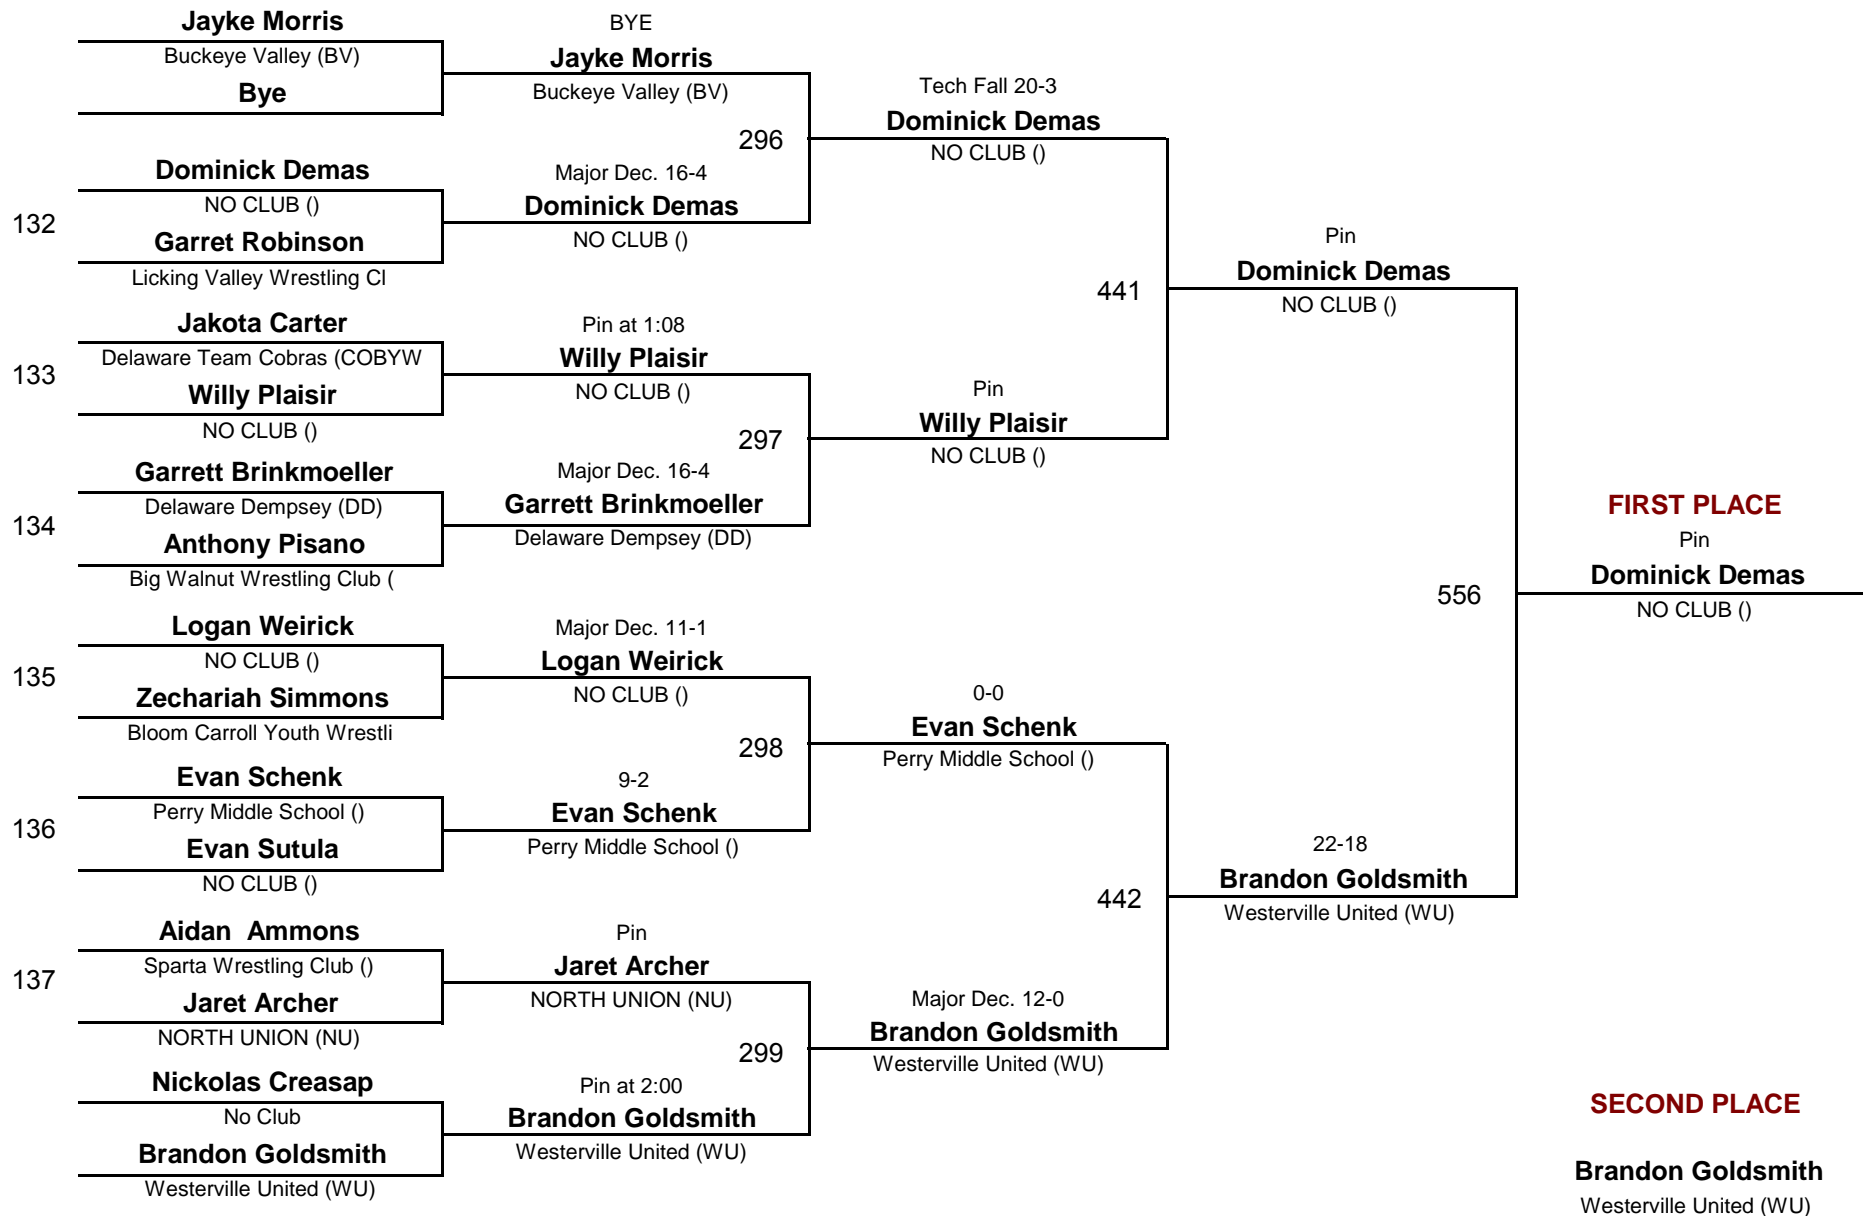 Jayke Morris
Buckeye Valley (BV)
Bye
132
Dominick Demas
NO CLUB ()
Garret Robinson
Licking Valley Wrestling Cl
133
Jakota Carter
Delaware Team Cobras (COBYW
Willy Plaisir
NO CLUB ()
134
Garrett Brinkmoeller
Delaware Dempsey (DD)
Anthony Pisano
Big Walnut Wrestling Club (
135
Logan Weirick
NO CLUB ()
Zechariah Simmons
Bloom Carroll Youth Wrestli
136
Evan Schenk
Perry Middle School ()
Evan Sutula
NO CLUB ()
137
Aidan  Ammons
Sparta Wrestling Club ()
Jaret Archer
NORTH UNION (NU)
Nickolas Creasap
No Club
Brandon Goldsmith
Westerville United (WU)
BYE
Jayke Morris
Buckeye Valley (BV)
296
Major Dec. 16-4
Dominick Demas
NO CLUB ()
Pin at 1:08
Willy Plaisir
NO CLUB ()
297
Major Dec. 16-4
Garrett Brinkmoeller
Delaware Dempsey (DD)
Major Dec. 11-1
Logan Weirick
NO CLUB ()
298
9-2
Evan Schenk
Perry Middle School ()
Pin
Jaret Archer
NORTH UNION (NU)
299
Pin at 2:00
Brandon Goldsmith
Westerville United (WU)
Tech Fall 20-3
Dominick Demas
NO CLUB ()
441
Pin
Willy Plaisir
NO CLUB ()
0-0
Evan Schenk
Perry Middle School ()
442
Major Dec. 12-0
Brandon Goldsmith
Westerville United (WU)
Pin
Dominick Demas
NO CLUB ()
556
22-18
Brandon Goldsmith
Westerville United (WU)
FIRST PLACE
Pin
Dominick Demas
NO CLUB ()
SECOND PLACE
Brandon Goldsmith
Westerville United (WU)